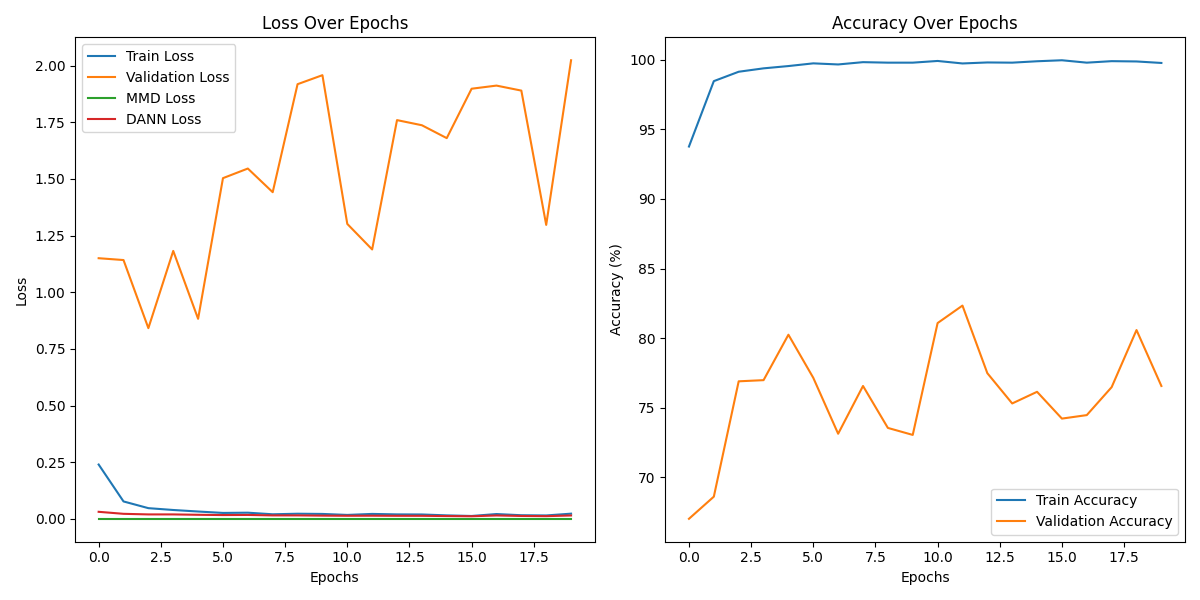 Loss Over Epochs
Train Loss
Validation Loss
MMD Loss
DANN Loss
2.00
1.75
1.50
1.25
1.00
0.75
0.50
0.25
0.00
Loss
0.0 2.5 5.0 7.5 10.0 12.5 15.0 17.5
Epochs
Accuracy Over Epochs
100
95
90
85
80
75
70
Accuracy (%)
Train Accuracy
Validation Accuracy
0.0 2.5 5.0 7.5 10.0 12.5 15.0 17.5
Epochs